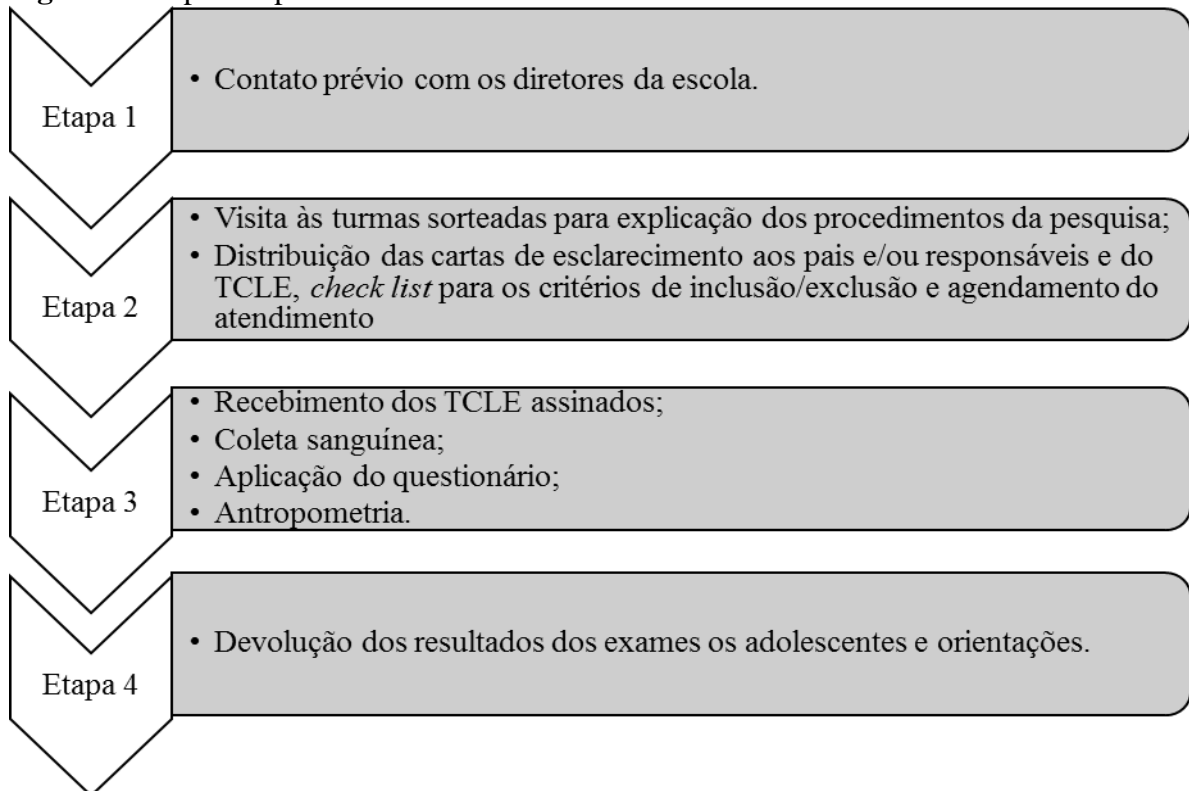 Etapa 1
• Contato prévio com os diretores da escola.
Etapa 2
• Visita às turmas sorteadas para explicação dos procedimentos da pesquisa;
• Distribuição das cartas de esclarecimento aos pais e/ou responsáveis e do
TCLE, check list para os critérios de inclusão/exclusão e agendamento do
atendimento
Etapa 3
• Recebimento dos TCLE assinados;
• Coleta sanguínea;
• Aplicação do questionário;
• Antropometria.
Etapa 4
• Devolução dos resultados dos exames os adolescentes e orientações.